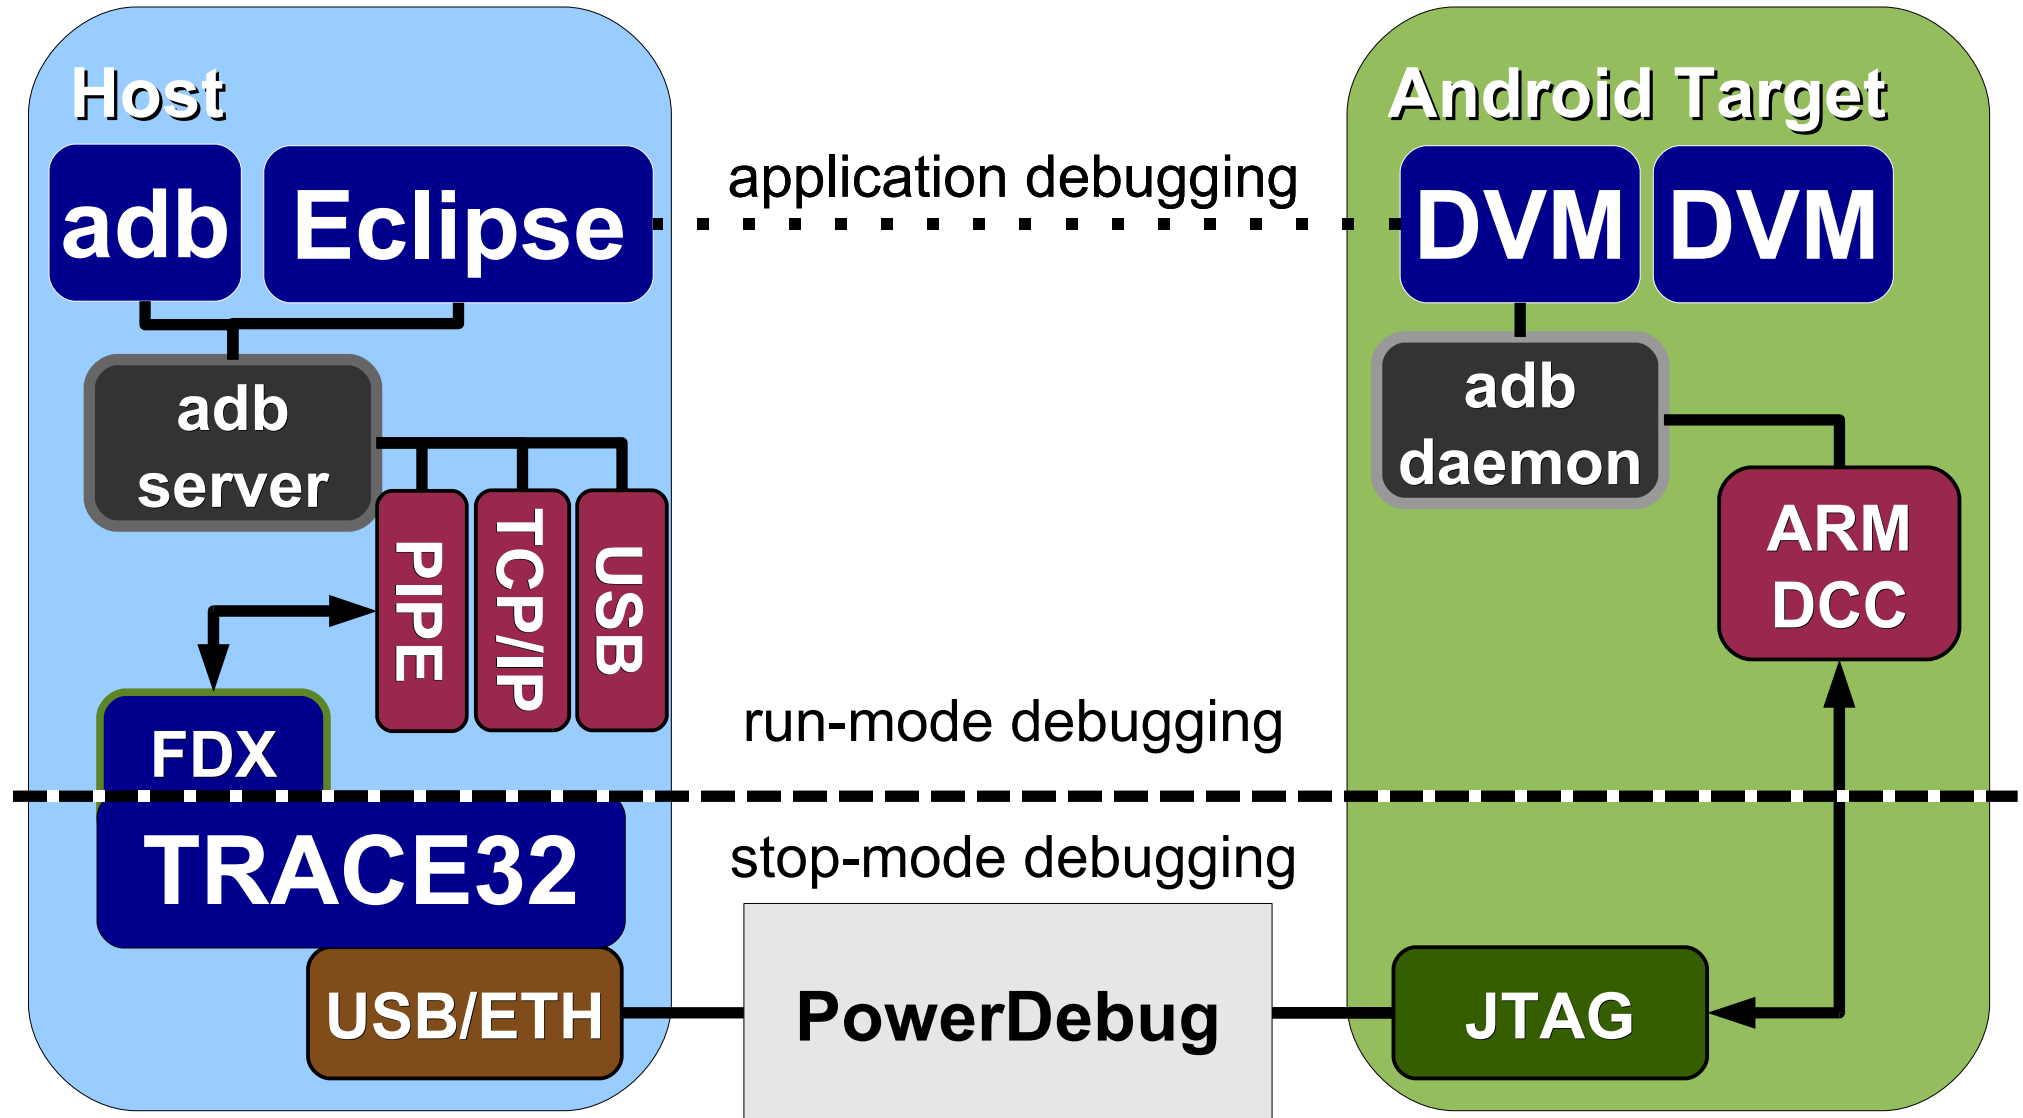 Host
adb
Eclipse
adb
server
PIPE
TCP/IP
USB
FDX
TRACE32
USB/ETH
application debugging
run-mode debugging
stop-mode debugging
PowerDebug
Android Target
DVM
DVM
adb
daemon
ARM
DCC
JTAG